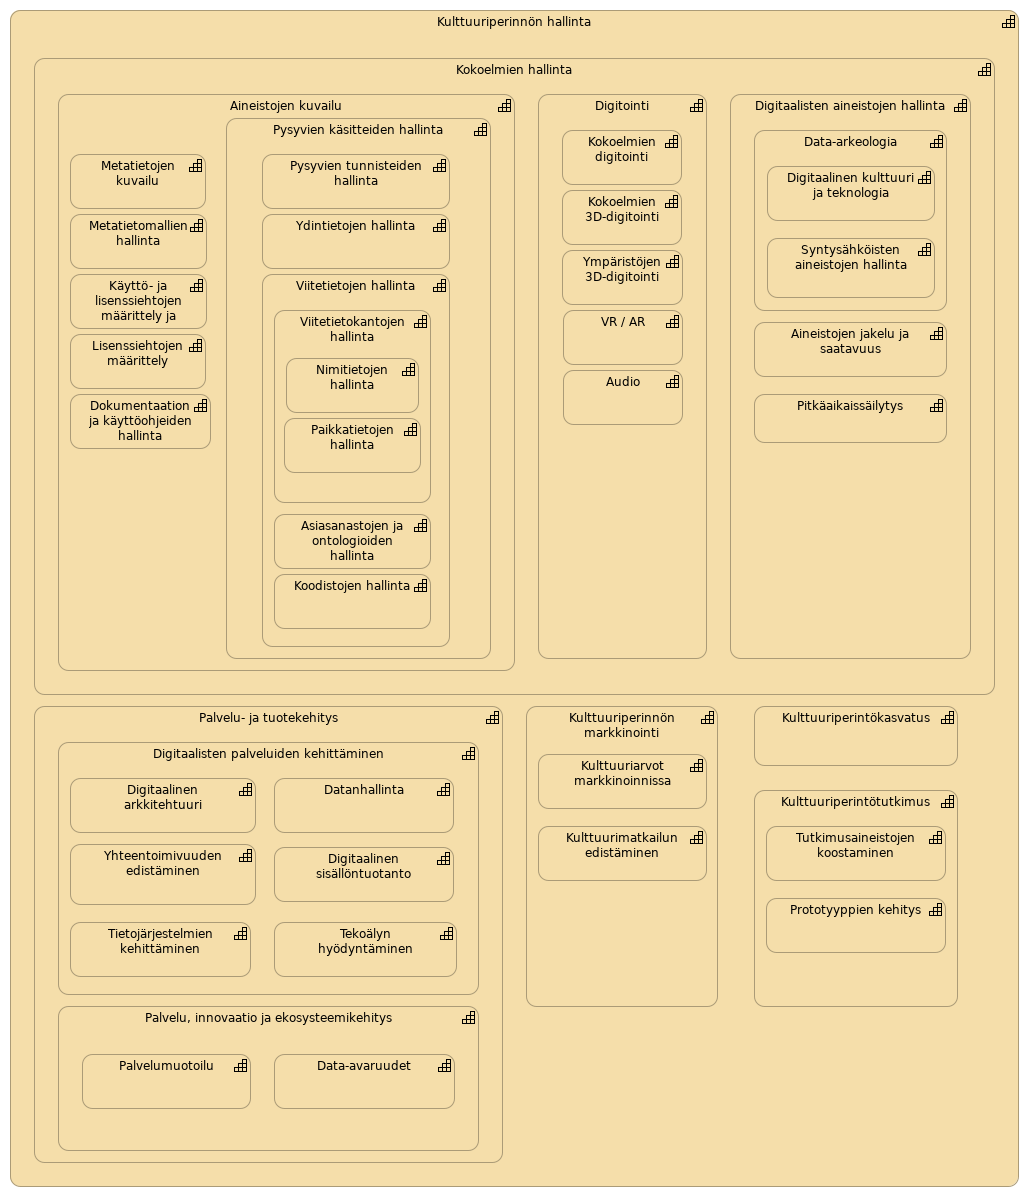 Kulttuuriperinnön hallinta
Kokoelmien hallinta
Aineistojen kuvailu
Metatietojen
kuvailu
Metatietomallien
hallinta
Käyttö- ja
lisenssiehtojen
määrittely ja
Lisenssiehtojen
määrittely
Dokumentaation
ja käyttöohjeiden
hallinta
Pysyvien käsitteiden hallinta
Pysyvien tunnisteiden
hallinta
Ydintietojen hallinta
Viitetietojen hallinta
Viitetietokantojen
hallinta
Nimitietojen
hallinta
Paikkatietojen
hallinta
Asiasanastojen ja
ontologioiden
hallinta
Koodistojen hallinta
Digitointi
Kokoelmien
digitointi
Kokoelmien
3D-digitointi
Ympäristöjen
3D-digitointi
VR / AR
Audio
Digitaalisten aineistojen hallinta
Data-arkeologia
Digitaalinen kulttuuri
ja teknologia
Syntysähköisten
aineistojen hallinta
Aineistojen jakelu ja
saatavuus
Pitkäaikaissäilytys
Palvelu- ja tuotekehitys
Digitaalisten palveluiden kehittäminen
Digitaalinen
arkkitehtuuri
Datanhallinta
Yhteentoimivuuden
edistäminen
Digitaalinen
sisällöntuotanto
Tietojärjestelmien
kehittäminen
Tekoälyn
hyödyntäminen
Palvelu, innovaatio ja ekosysteemikehitys
Palvelumuotoilu
Data-avaruudet
Kulttuuriperinnön
markkinointi
Kulttuuriarvot
markkinoinnissa
Kulttuurimatkailun
edistäminen
Kulttuuriperintökasvatus
Kulttuuriperintötutkimus
Tutkimusaineistojen
koostaminen
Prototyyppien kehitys